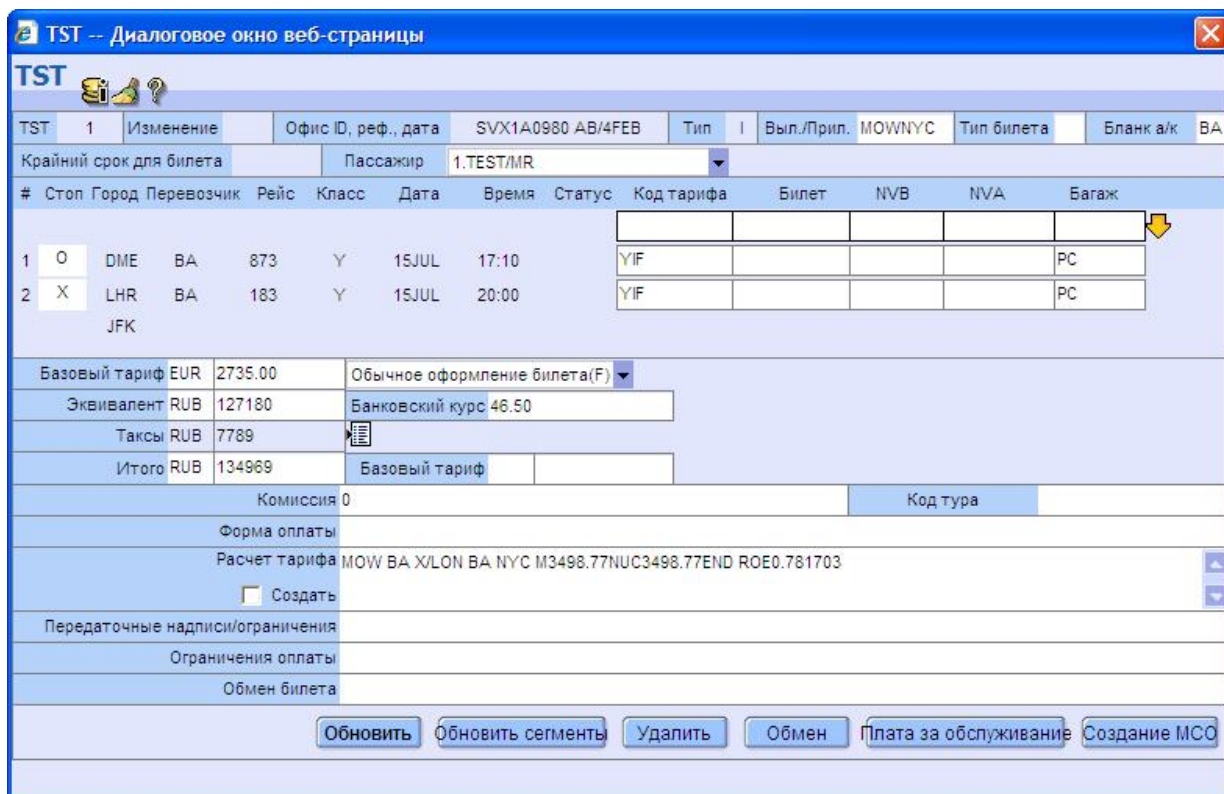 TST -- Диалоговое окно веб-страницы
TST
TST 1 Изменение Офис ID, реф., дата SVX1A0980 AB/4FEB Тип I Вып./Прил. MOWNYC Тип билета Бланк а/к BA
Крайний срок для билета Пассажир 1.TEST/MR
# Стоп Город Перевозчик Рейс Класс Дата Время Статус Код тарифа Билет NVB NVA Багаж
1 O DME BA 873 Y 15JUL 17:10 YIF PC
2 X LHR BA 183 Y 15JUL 20:00 YIF PC
JFK
Базовый тариф EUR 2735.00 Обычное оформление билета(F)
Эквивалент RUB 127180 Банковский курс 46.50
Таксы RUB 7789
Итого RUB 134969 Базовый тариф
Комиссия 0 Код тура
Форма оплаты
Расчет тарифа MOW BA X/LON BA NYC M3498.77NUC3498.77END ROE0.781703
Создать
Передаточные надписи/ограничения
Ограничения оплаты
Обмен билета
Обновить Обновить сегменты Удалить Обмен Плата за обслуживание Создание MCO